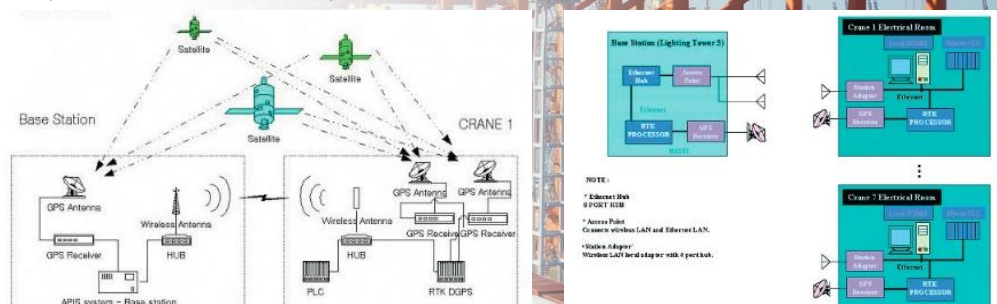 Satellite
Satellite
Satellite
Base Station
CRANE 1
GPS Antenna
Wireless Antenna
GPS Receiver
HUB
APIS system - Base station
GPS Antenna
GPS Antenna
Wireless Antenna
GPS Receiver
GPS Receiver
HUB
PLC
RTK DGPS
Base Station (Lighting Tower 5)
Ethernet
Hub
Access
Point
Ethernet
RTK
PROCESSOR
GPS
Receiver
NOTE :
* Ethernet Hub
8 PORT HUB
* Access Point
Connects wireless LAN and Ethernet LAN.
*Station Adapter'
Wireless LAN local adapter with 4 port hub.
Crane 1 Electrical Room
Station
Adapter
Ethernet
GPS
Receiver
RTK
PROCESSOR
Crane 7 Electrical Room
Station
Adapter
Ethernet
GPS
Receiver
RTK
PROCESSOR